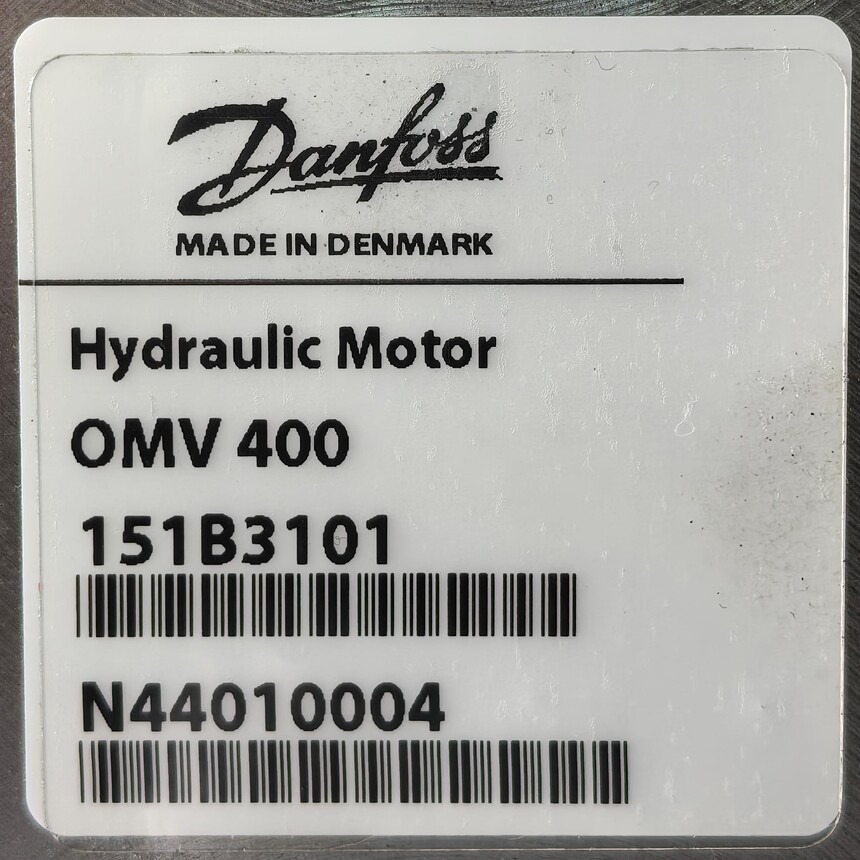 Danfoss
MADE IN DENMARK
Hydraulic Motor
OMV 400
151B3101
N44010004